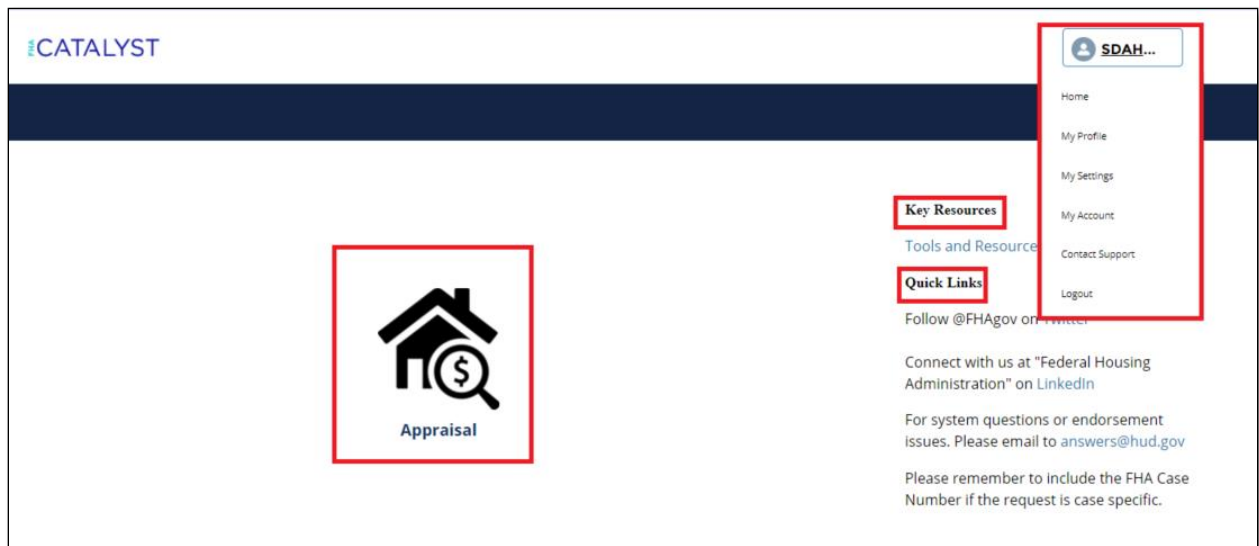 FHA CATALYST
SDAH...
Home
My Profile
My Settings
My Account
Contact Support
Logout
Appraisal
Key Resources
Tools and Resource
Quick Links
Follow @FHAgov on Twitter
Connect with us at "Federal Housing
Administration" on LinkedIn
For system questions or endorsement
issues. Please email to answers@hud.gov
Please remember to include the FHA Case
Number if the request is case specific.